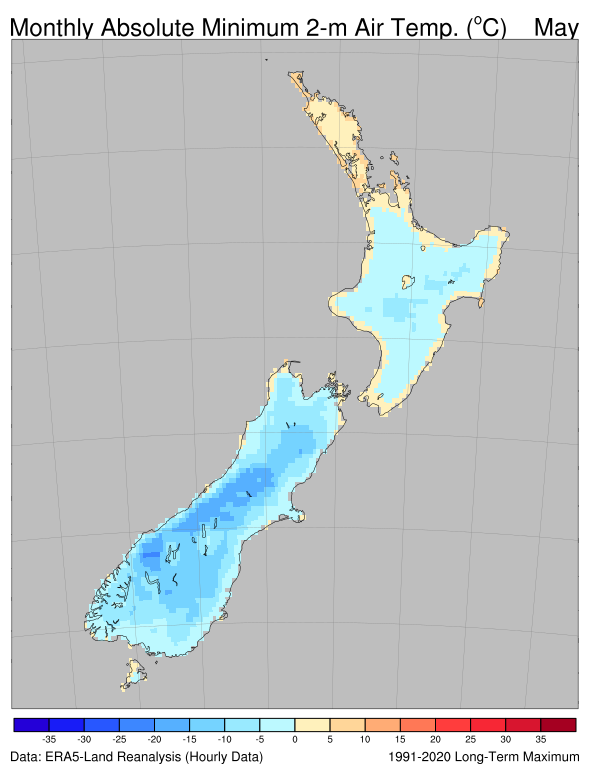 Monthly Absolute Minimum 2-m Air Temp. (°C) May
-35 -30 -25 -20 -15 -10 -5 0 5 10 15 20 25 30 35
Data: ERA5-Land Reanalysis (Hourly Data) 1991-2020 Long-Term Maximum